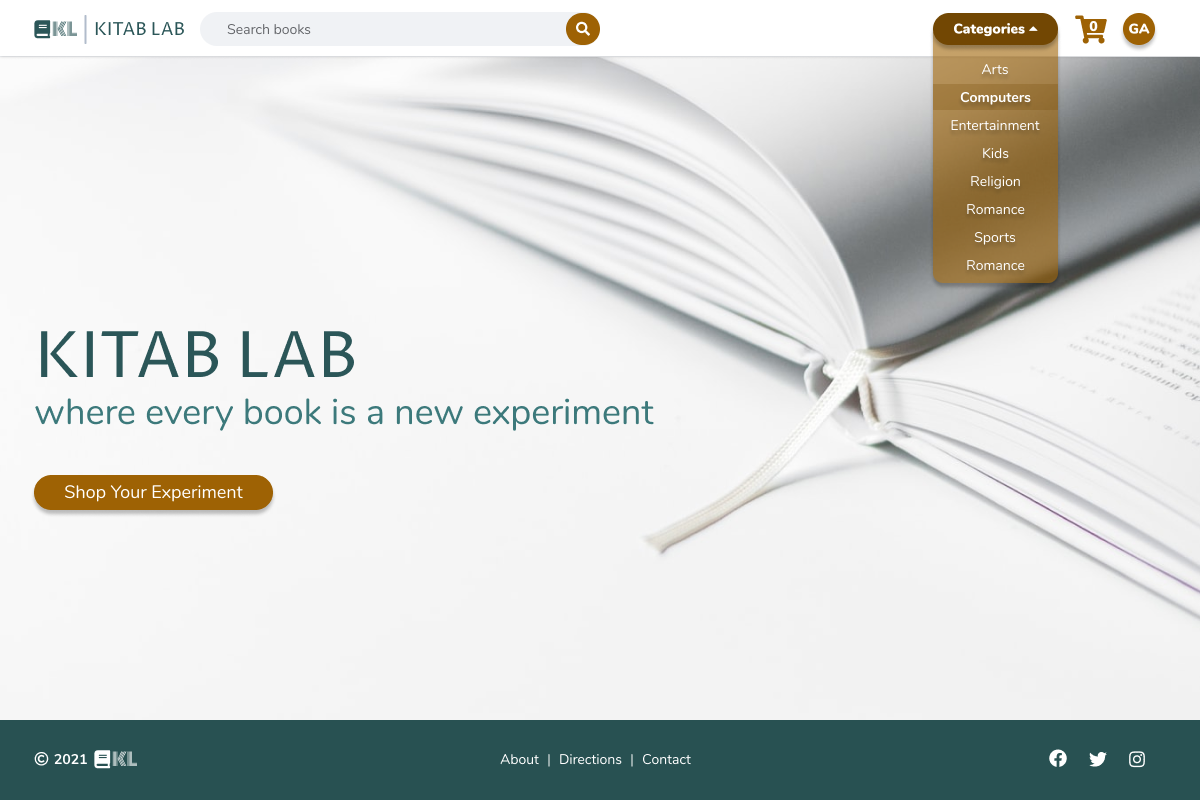 KL | KITAB LAB
Search books
Categories
0
GA
Arts
Computers
Entertainment
Kids
Religion
Romance
Sports
Romance
KITAB LAB
where every book is a new experiment
Shop Your Experiment
© 2021 KL
About | Directions | Contact